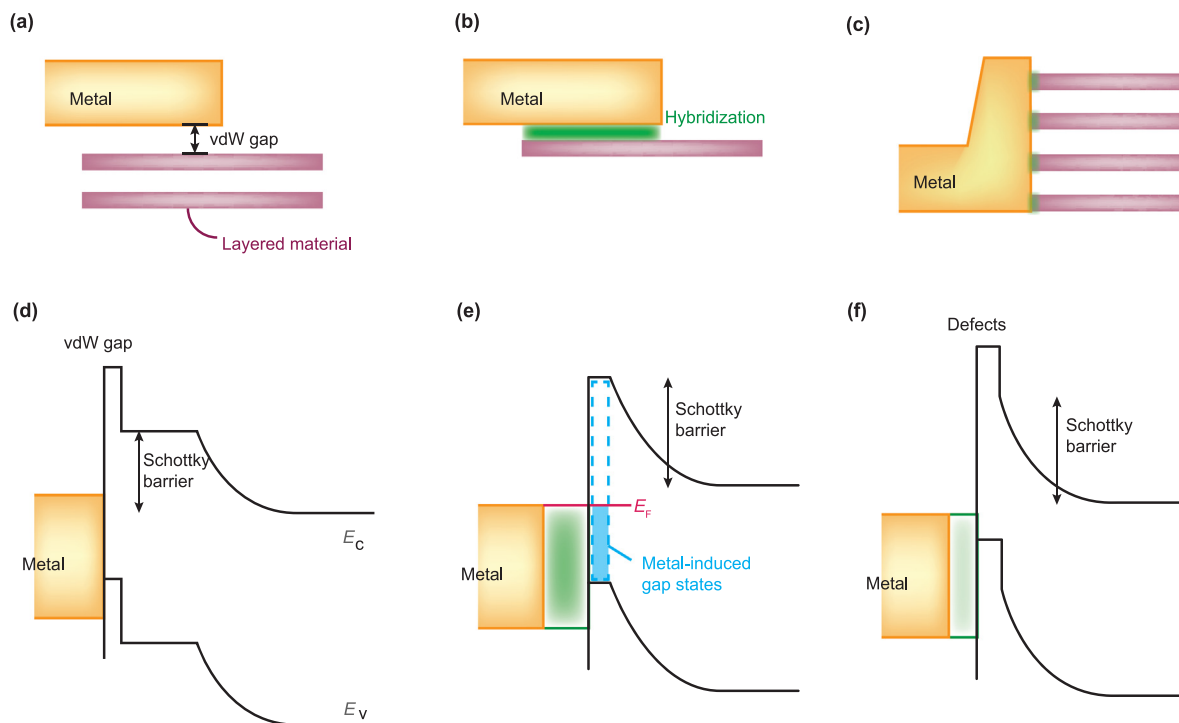 (a)
Metal
vdW gap
Layered material
(b)
Metal
Hybridization
(c)
Metal
(d)
vdW gap
Schottky
barrier
Metal
E_C
E_V
(e)
Schottky
barrier
E_F
Metal
Metal-induced
gap states
(f)
Defects
Schottky
barrier
Metal